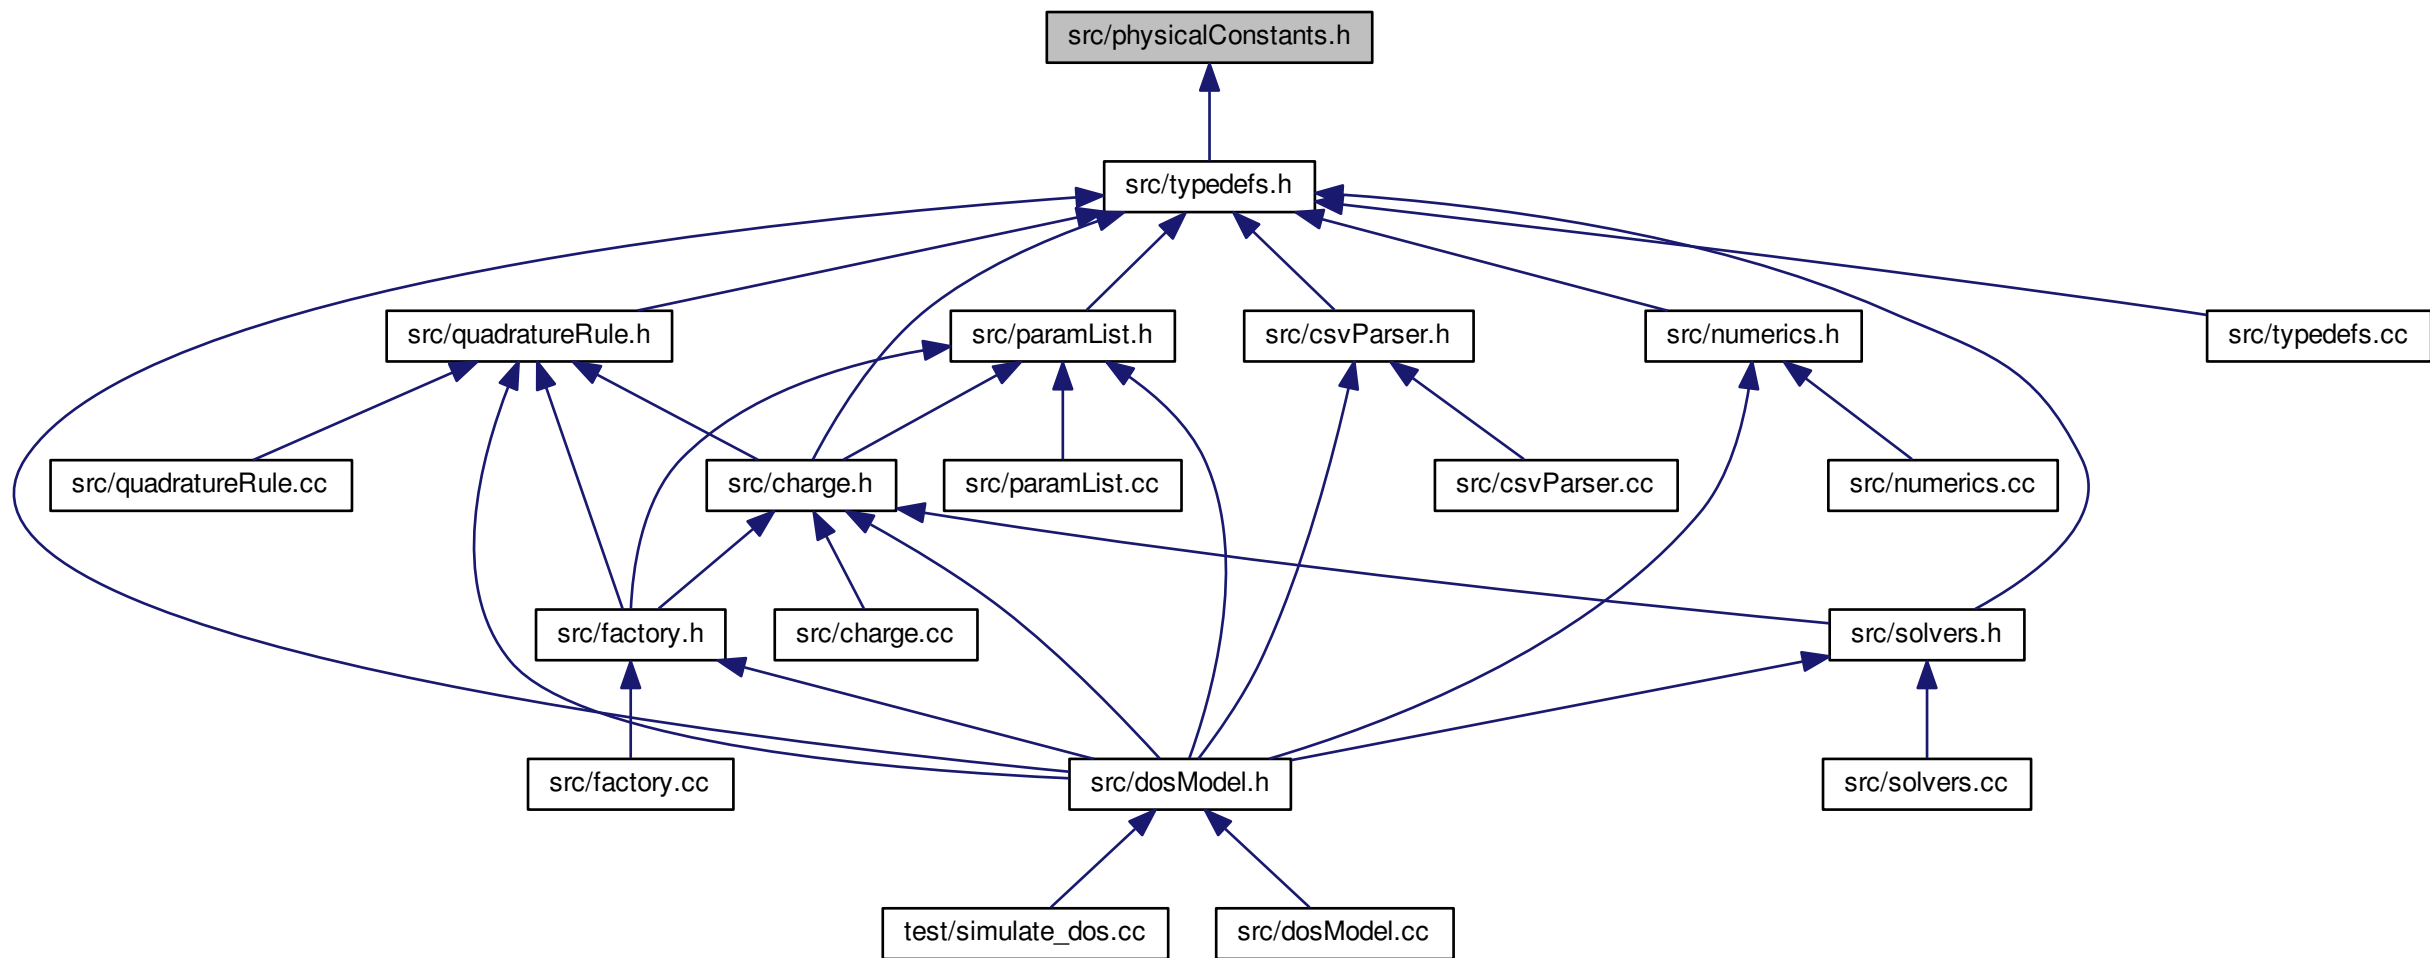 src/physicalConstants.h
src/typedefs.h
src/quadratureRule.h
src/paramList.h
src/csvParser.h
src/numerics.h
src/typedefs.cc
src/quadratureRule.cc
src/charge.h
src/paramList.cc
src/csvParser.cc
src/numerics.cc
src/factory.h
src/charge.cc
src/solvers.h
src/factory.cc
src/dosModel.h
src/solvers.cc
test/simulate_dos.cc
src/dosModel.cc